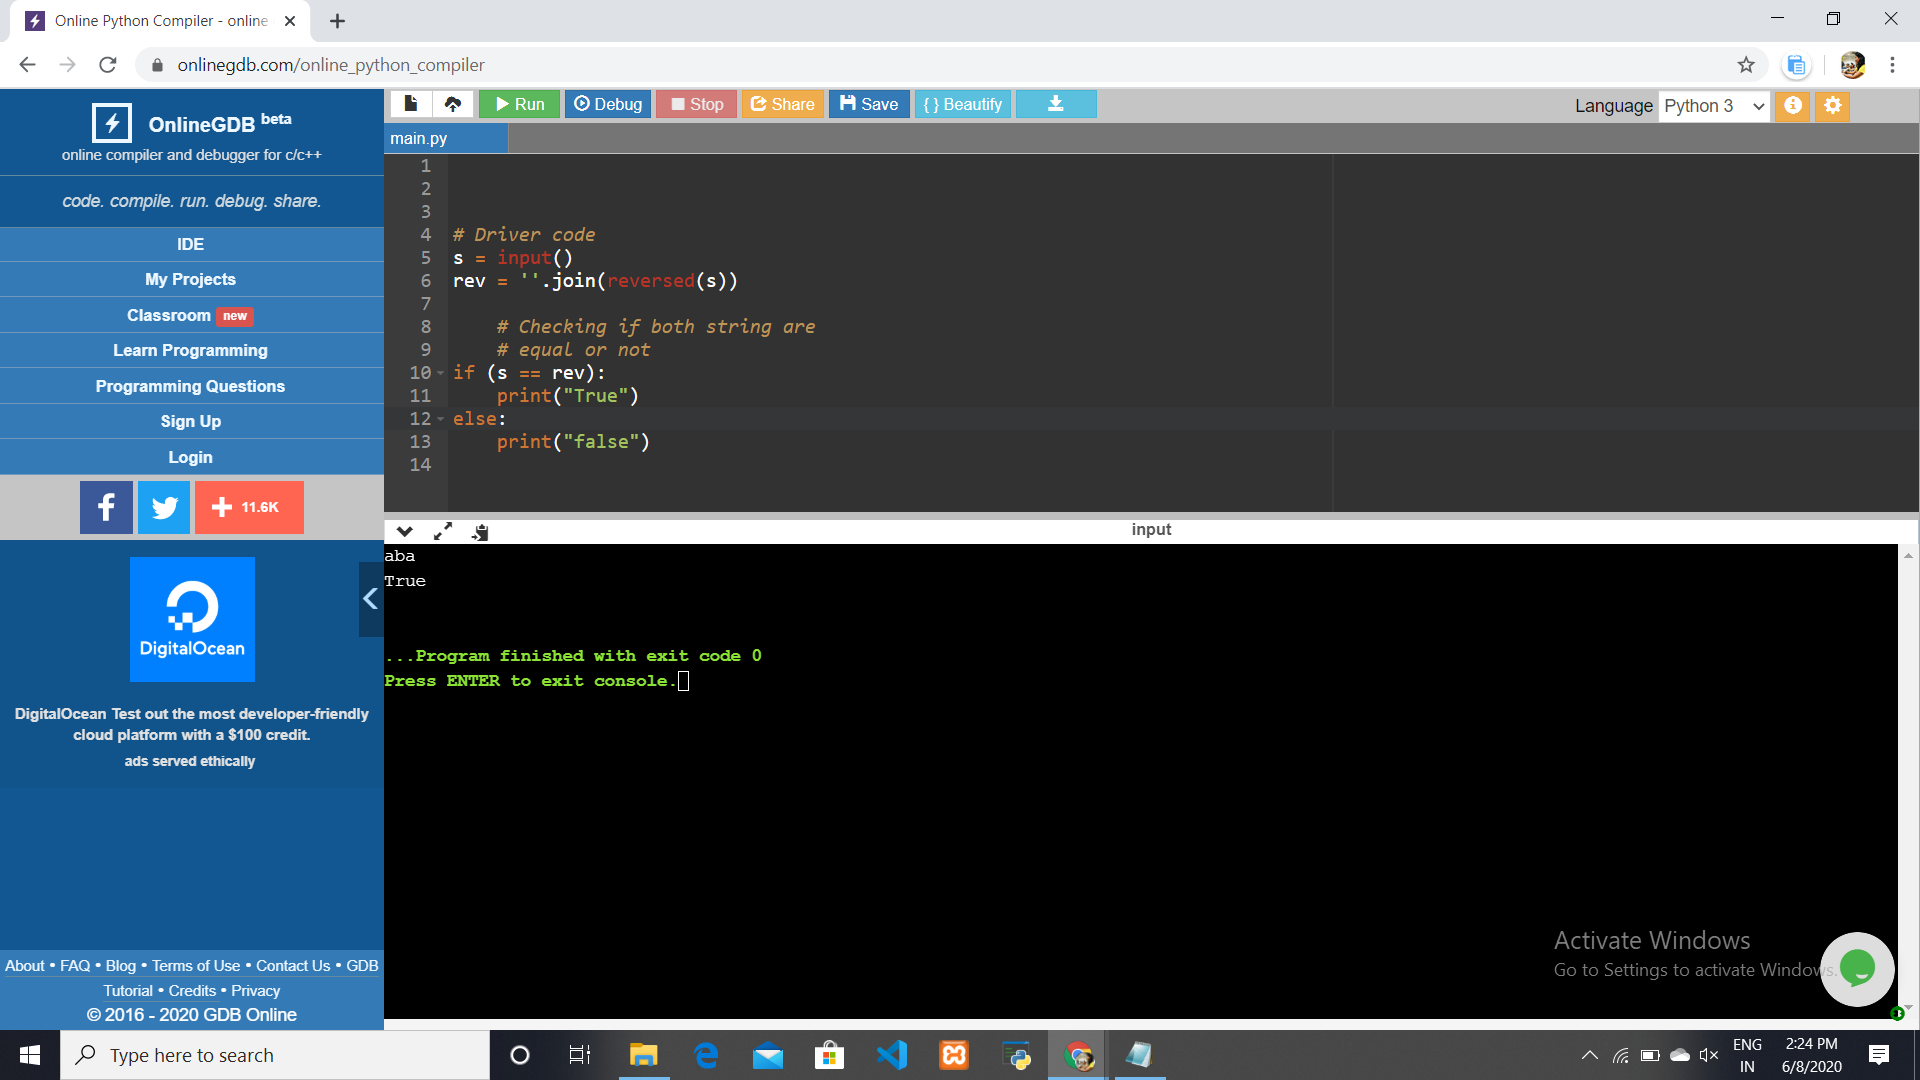 Online Python Compiler - online
onlinegdb.com/online_python_compiler
OnlineGDB beta
online compiler and debugger for c/c++
code. compile. run. debug. share.
IDE
My Projects
Classroom new
Learn Programming
Programming Questions
Sign Up
Login
11.6K
DigitalOcean
DigitalOcean Test out the most developer-friendly
cloud platform with a $100 credit.
ads served ethically
About • FAQ • Blog • Terms of Use • Contact Us • GDB
Tutorial • Credits • Privacy
© 2016 - 2020 GDB Online
Run Debug Stop Share Save { } Beautify
Language Python 3
main.py
1
2
3
4 # Driver code
5 s = input()
6 rev = ''.join(reversed(s))
7
8 # Checking if both string are
9 # equal or not
10 if (s == rev):
11 print("True")
12 else:
13 print("false")
14
input
aba
True
...Program finished with exit code 0
Press ENTER to exit console.
Activate Windows
Go to Settings to activate Windows.
Type here to search
ENG
IN
2:24 PM
6/8/2020